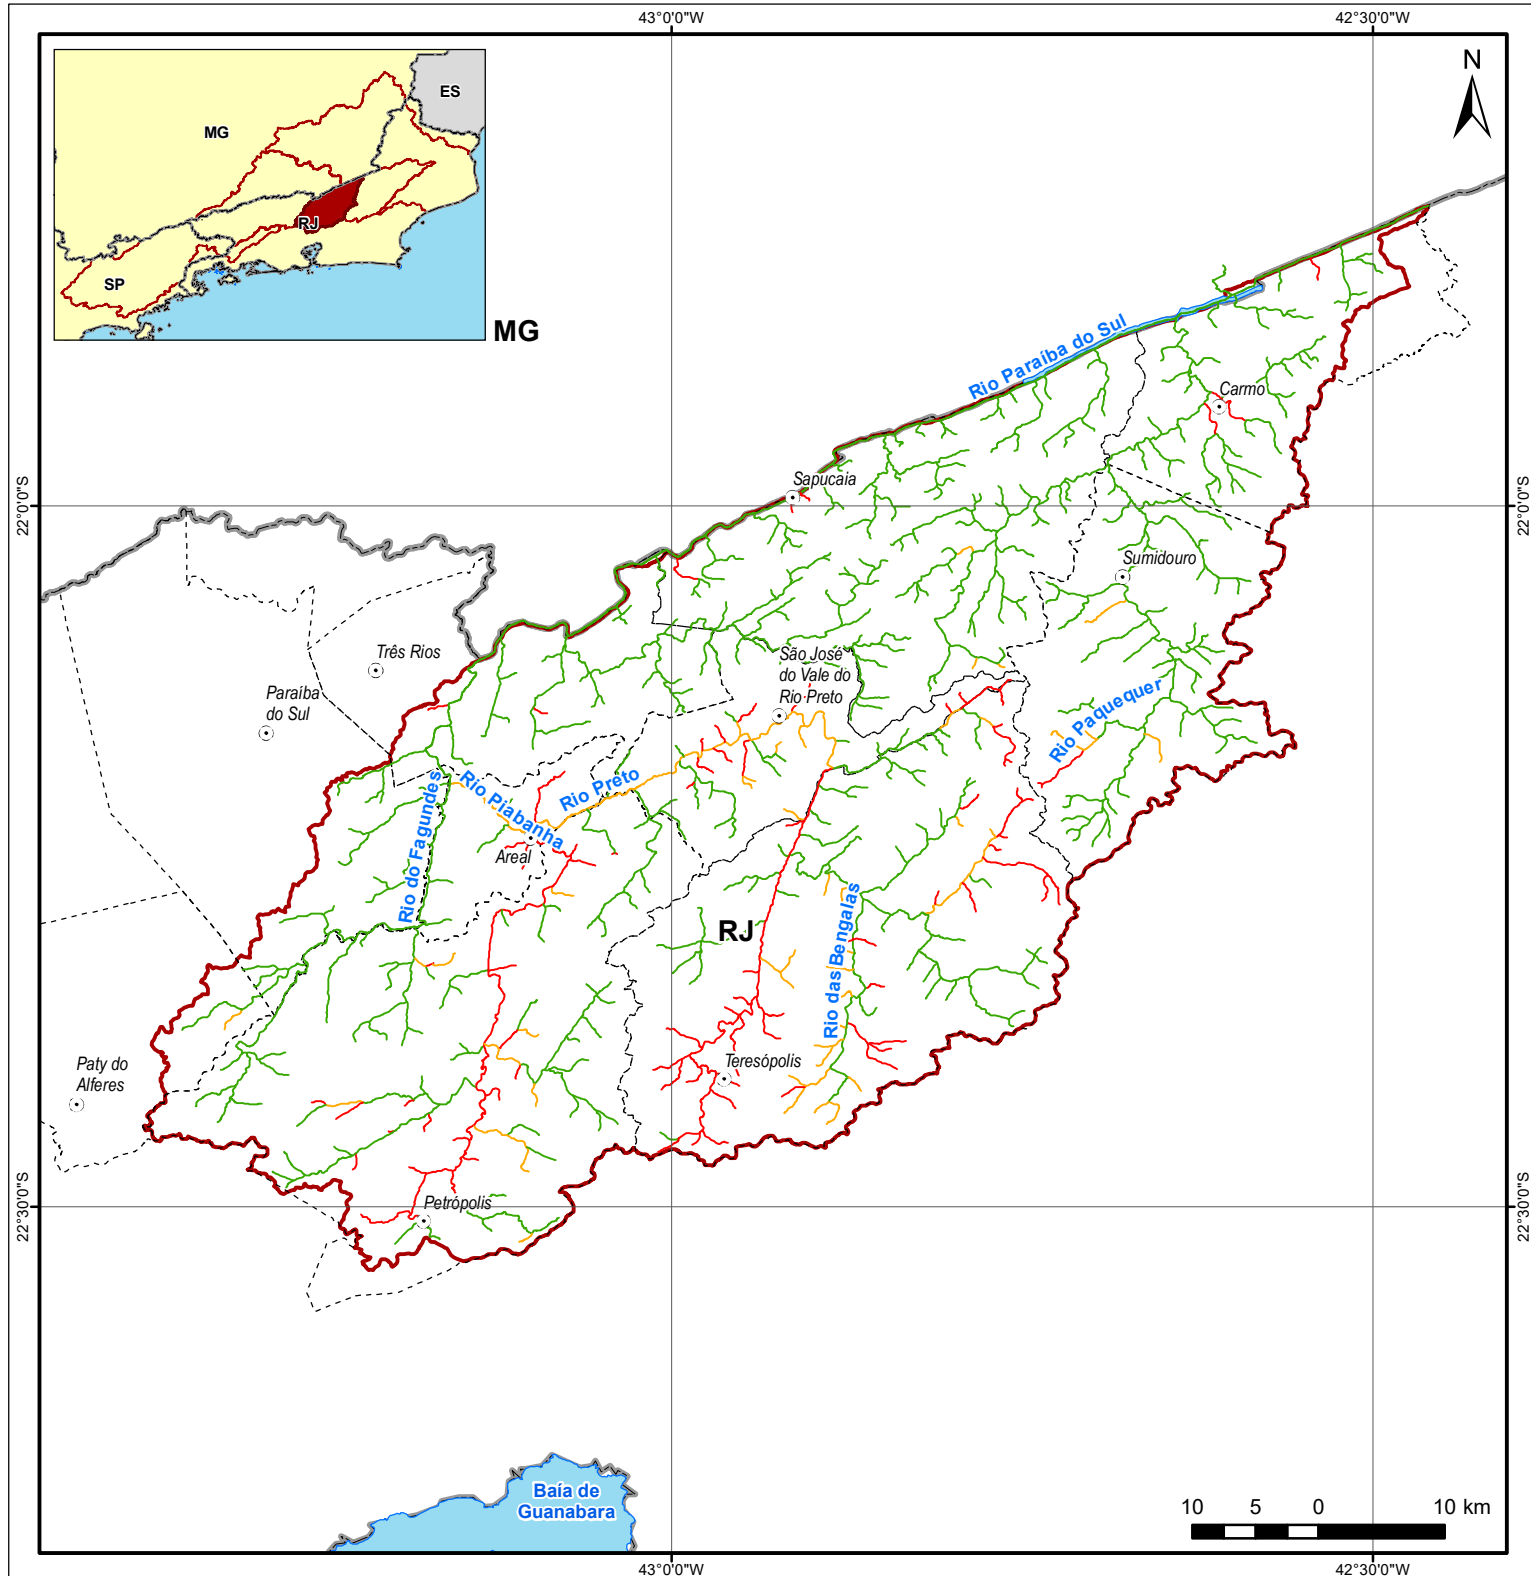 43°0'0"W
42°30'0"W
N
ES
MG
RJ
SP
MG
Rio Paraíba do Sul
Carmo
Sapucaia
22°0'0"S
22°0'0"S
Sumidouro
Três Rios
São José
do Vale do
Rio Preto
Paraíba
do Sul
Rio Paquequer
Rio Piabanha
Rio Preto
Rio do Fagundes
Areal
RJ
Rio das Bengalas
Teresópolis
Paty do
Alferes
Petrópolis
22°30'0"S
22°30'0"S
Baía de
Guanabara
10 5 0 10 km
43°0'0"W
42°30'0"W